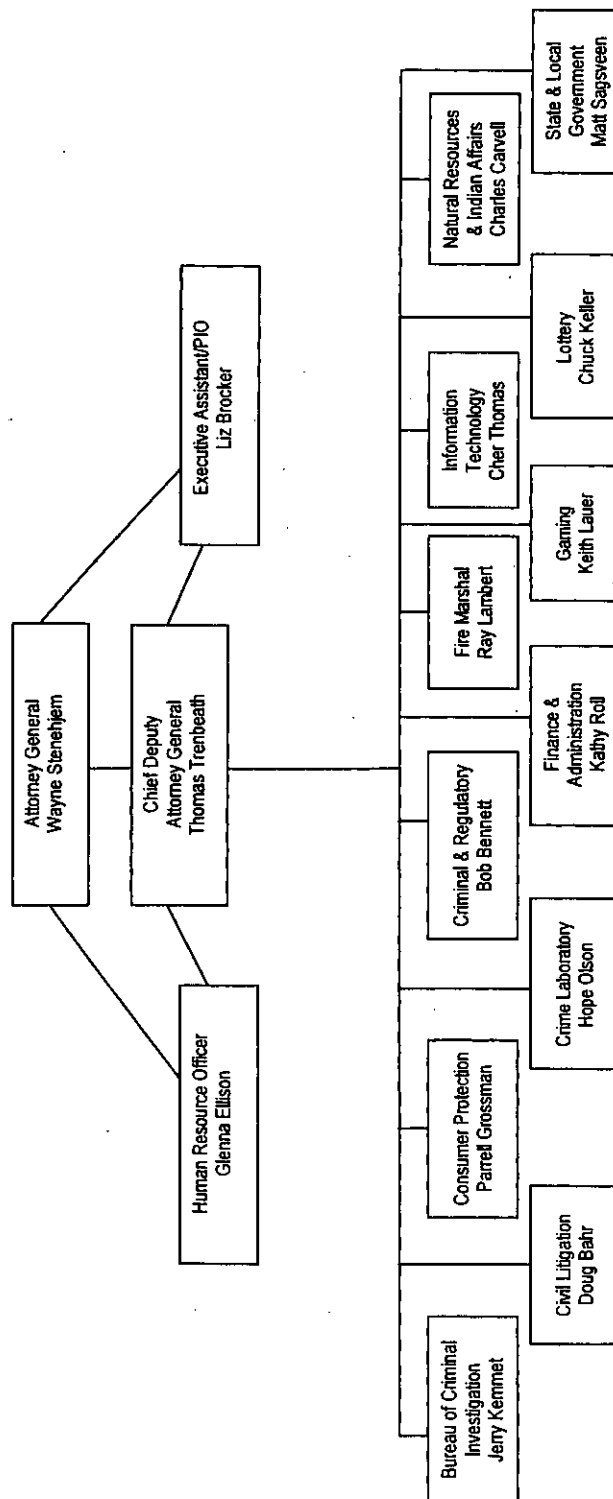 Attorney General
Wayne Stenehjem
Human Resource Officer
Glenna Ellison
Chief Deputy
Attorney General
Thomas Trenbeath
Executive Assistant/PIO
Liz Brocker
Bureau of Criminal
Investigation
Jerry Kemmet
Consumer Protection
Parrell Grossman
Criminal & Regulatory
Bob Bennett
Fire Marshal
Ray Lambert
Information
Technology
Cher Thomas
Natural Resources
& Indian Affairs
Charles Carvell
Civil Litigation
Doug Bahr
Crime Laboratory
Hope Olson
Finance &
Administration
Kathy Roll
Gaming
Keith Lauer
Lottery
Chuck Keller
State & Local
Government
Matt Sagsveen